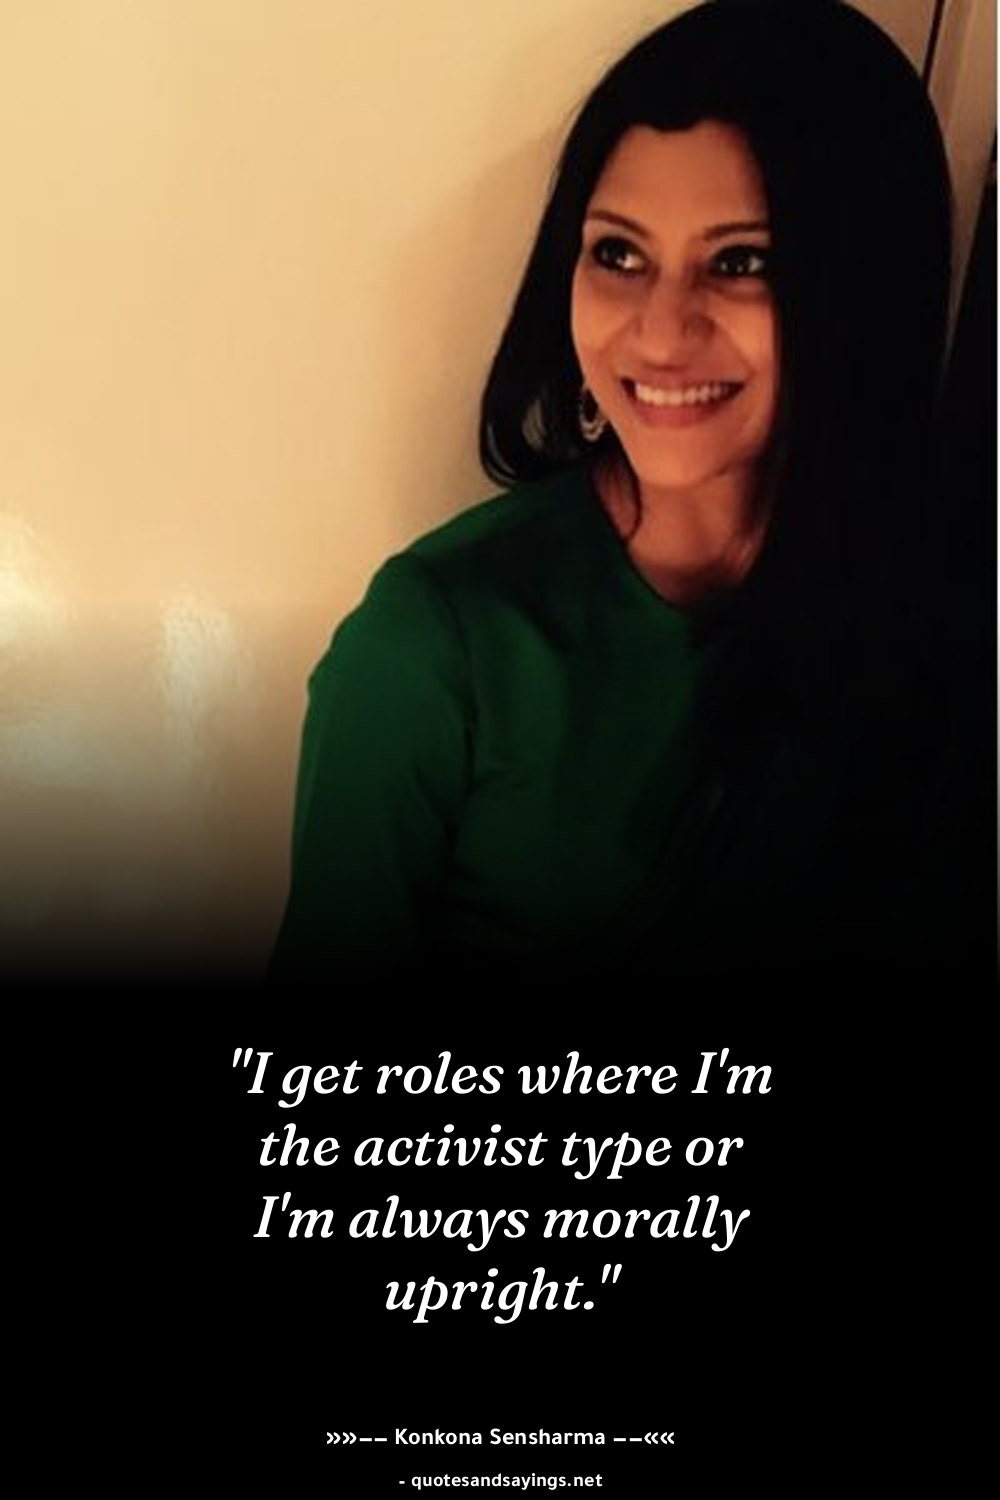 "I get roles where I'm
the activist type or
I'm always morally
upright."
»»−− Konkona Sensharma −−««
- quotesandsayings.net